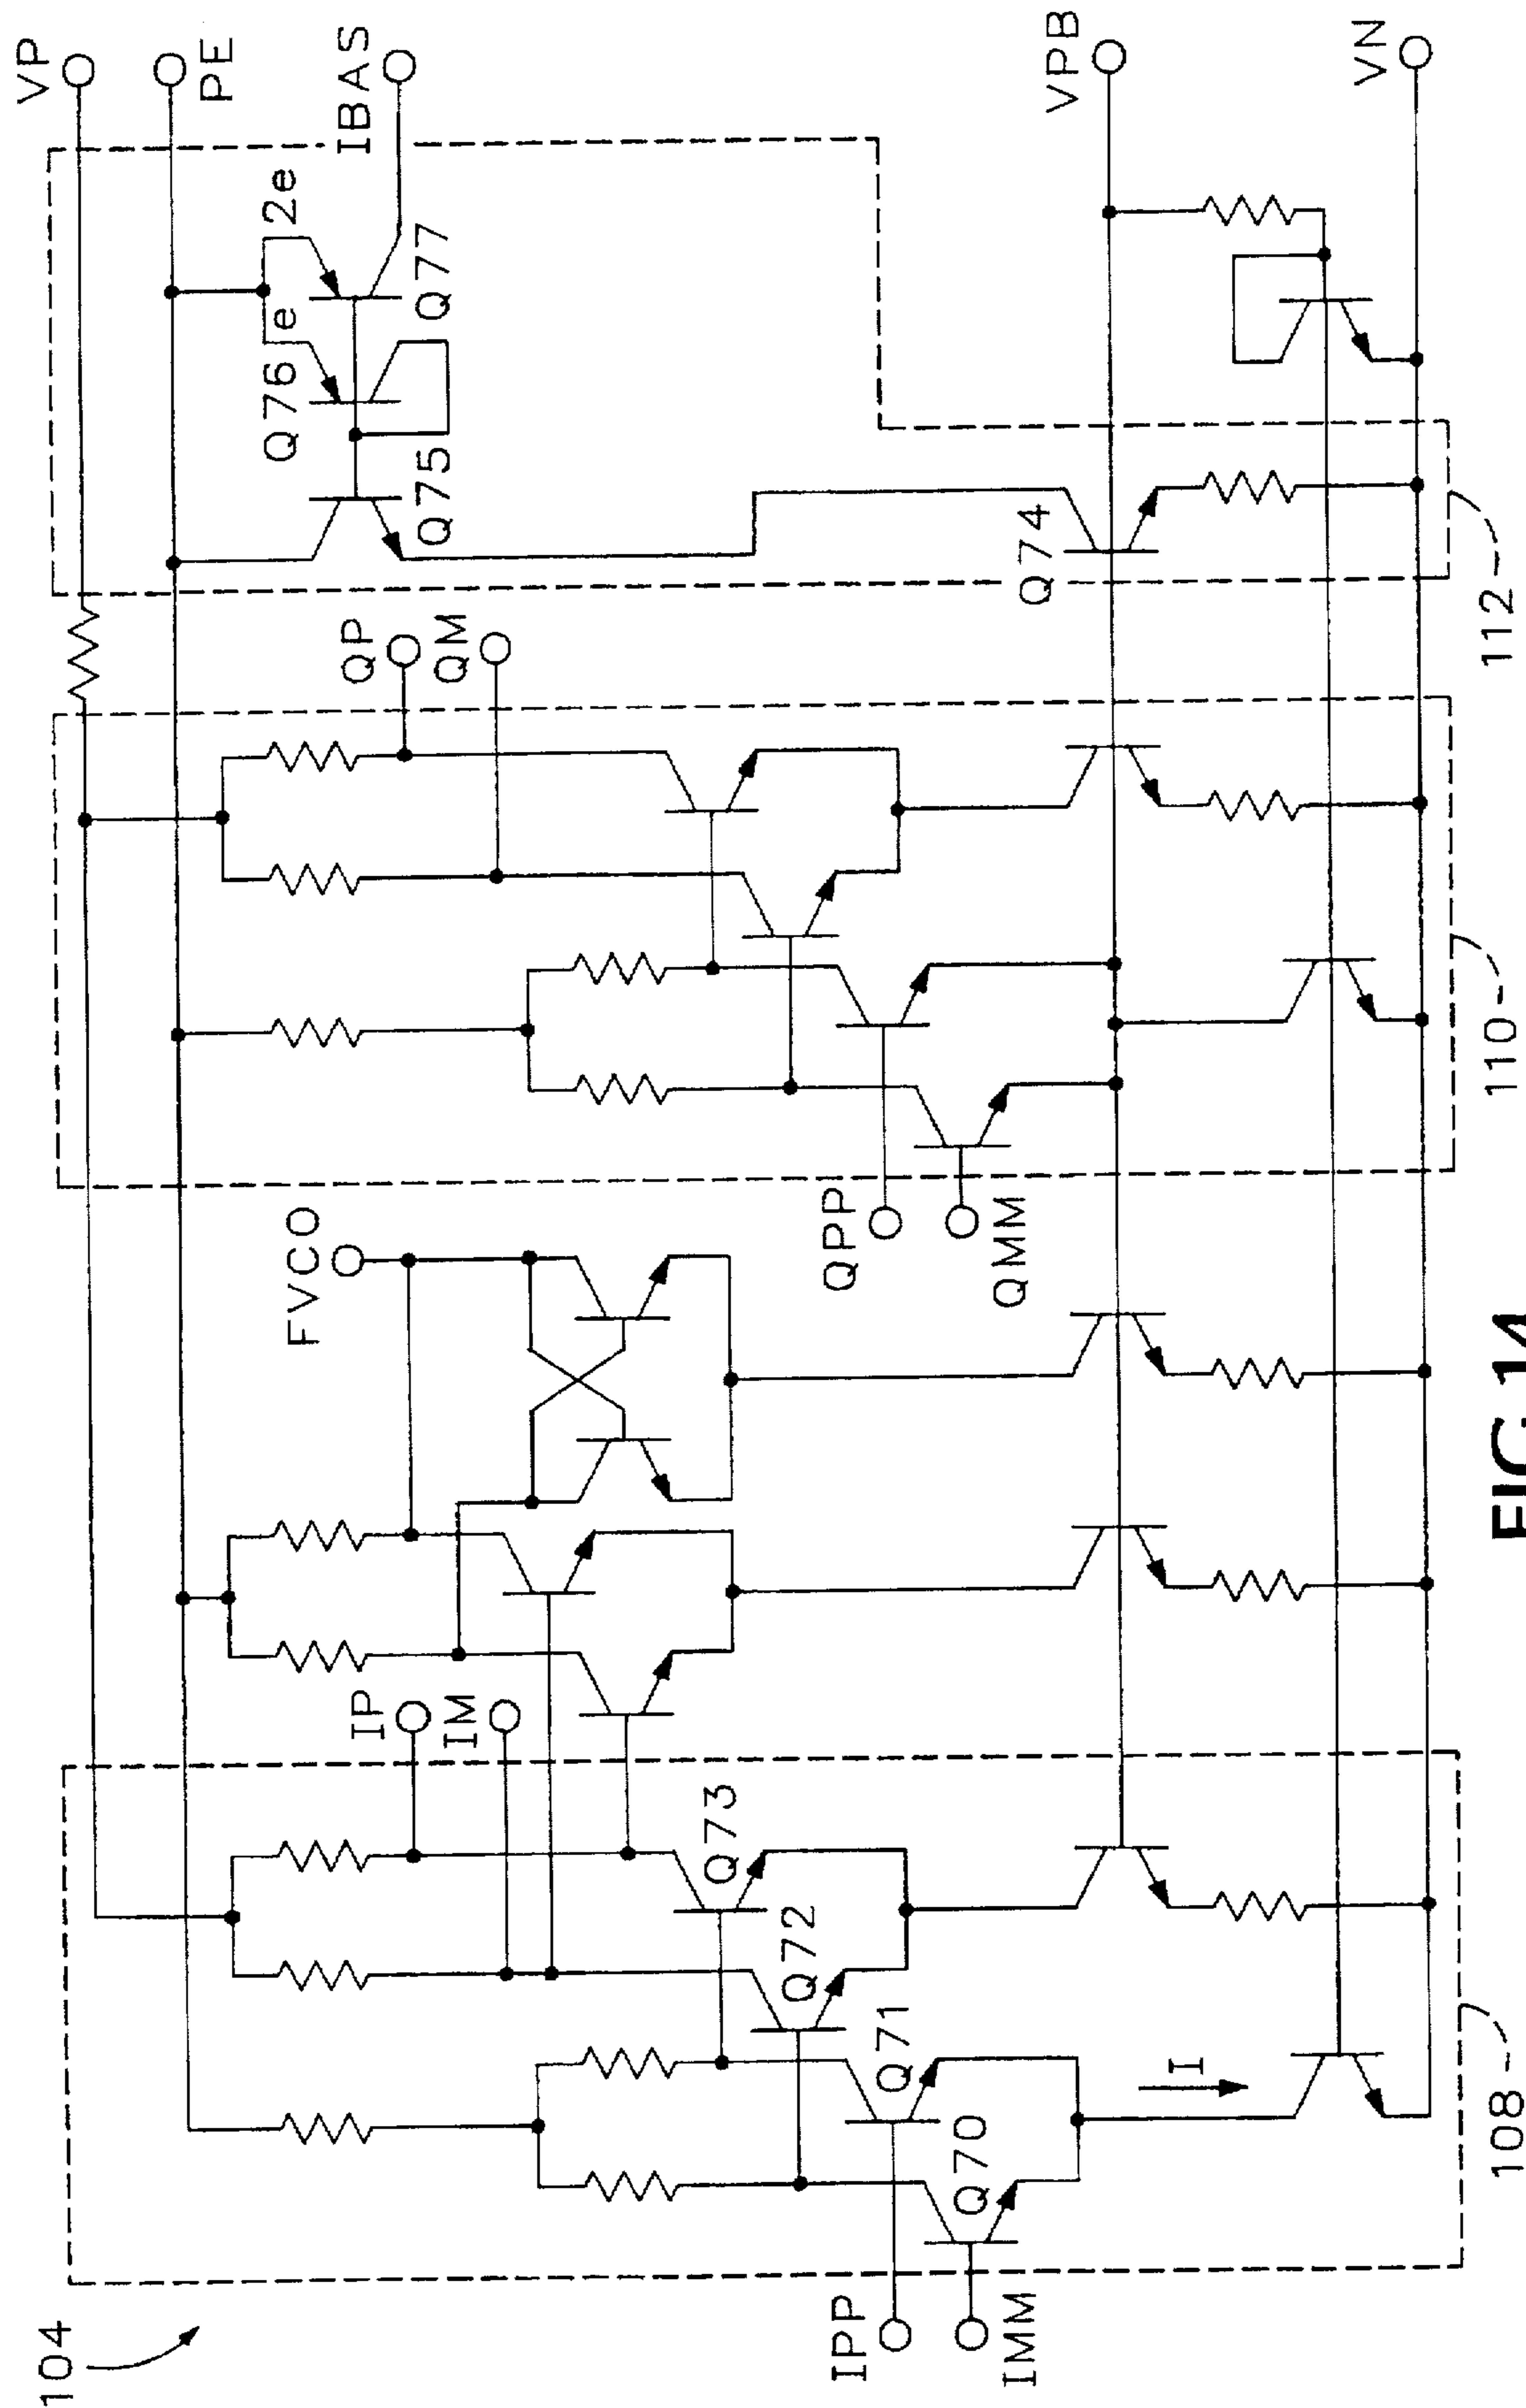 104
IPP
IMM
Q70
Q71
Q72
Q73
I
108
IP
IM
FVCO
QPP
QMM
110
QP
QM
Q74
112
Q75
Q76
e
2e
Q77
VP
PE
IBAS
VPB
VN
FIG.14